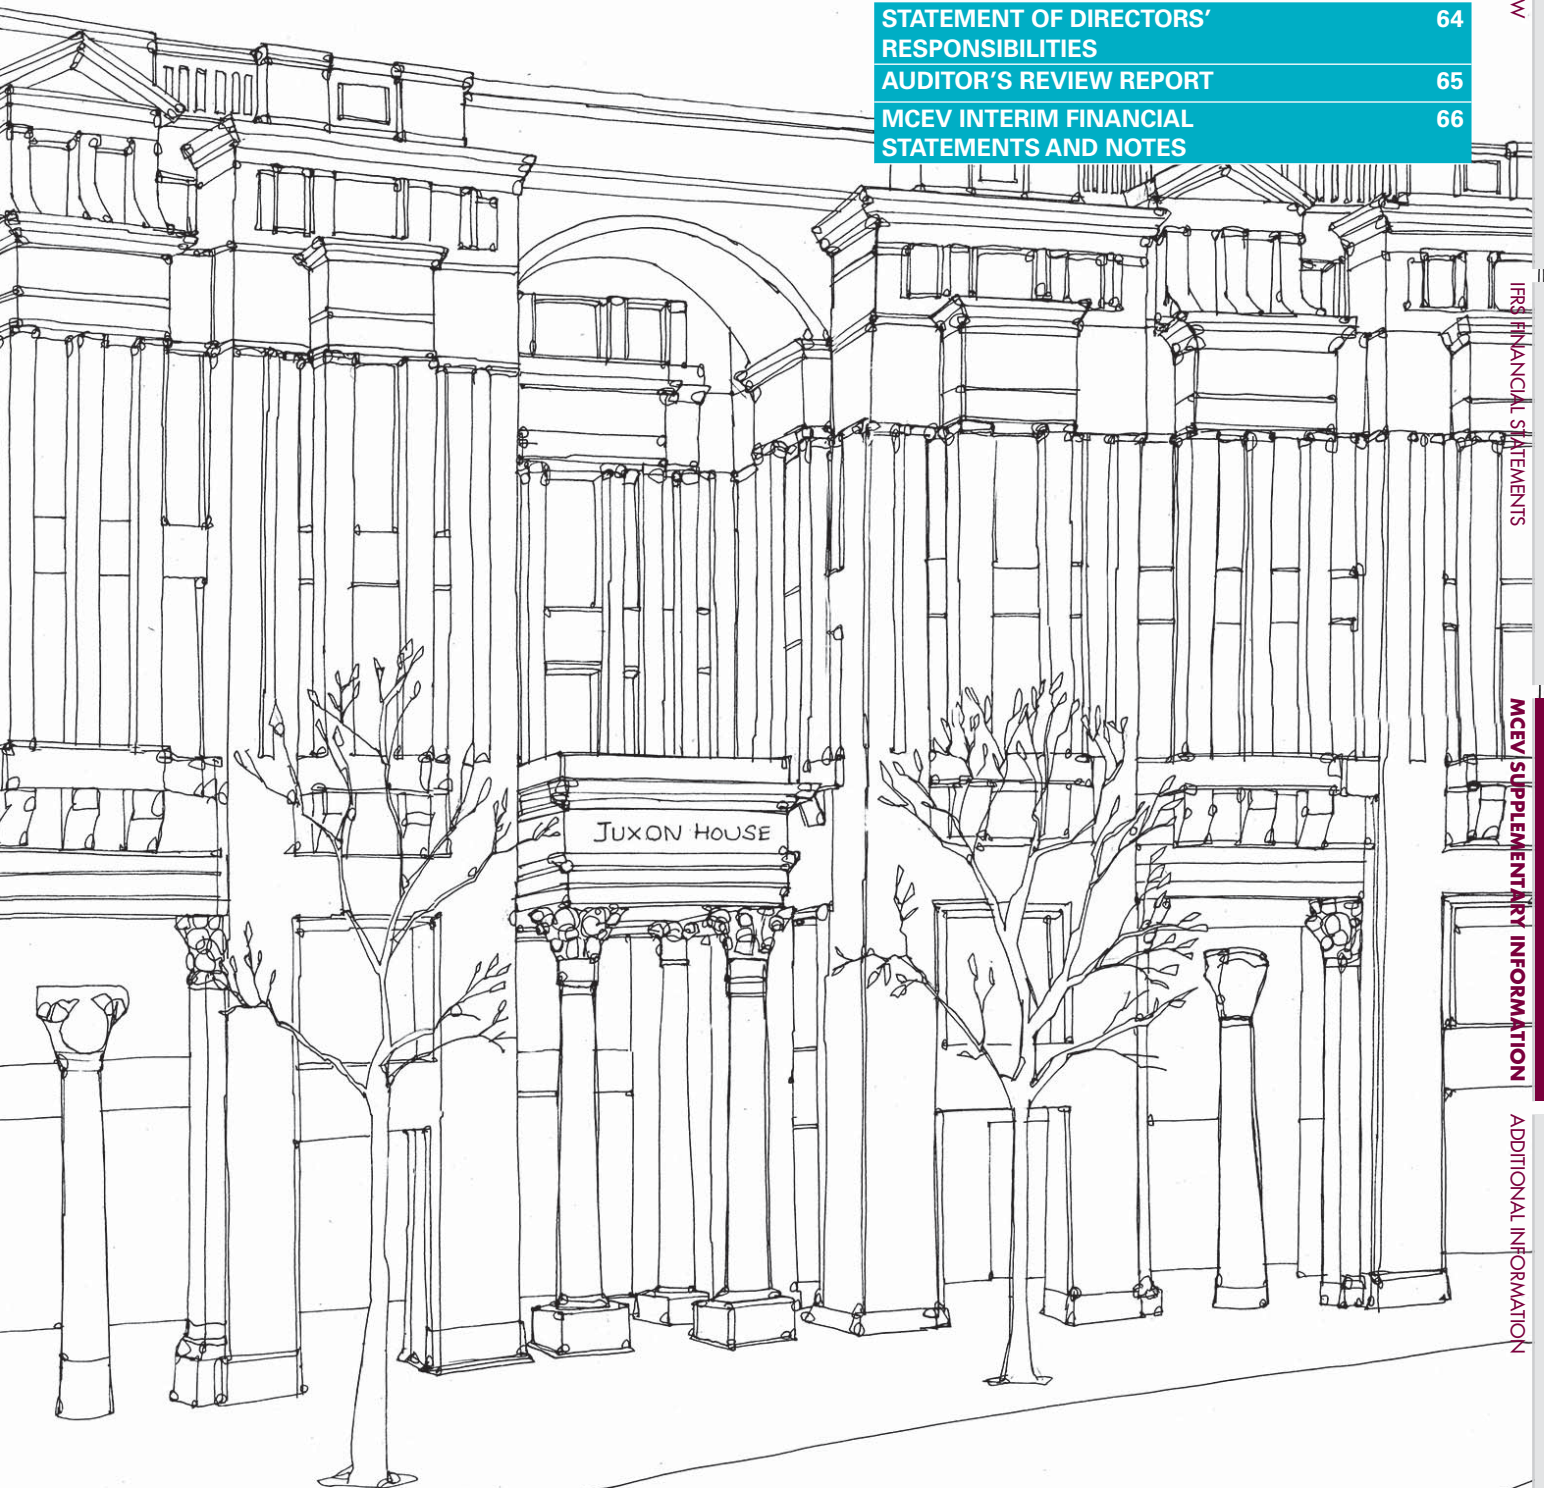 STATEMENT OF DIRECTORS’ 64
RESPONSIBILITIES
AUDITOR’S REVIEW REPORT 65
MCEV INTERIM FINANCIAL 66
STATEMENTS AND NOTES
JUXON HOUSE
W
IFRS FINANCIAL STATEMENTS
MCEV SUPPLEMENTARY INFORMATION
ADDITIONAL INFORMATION